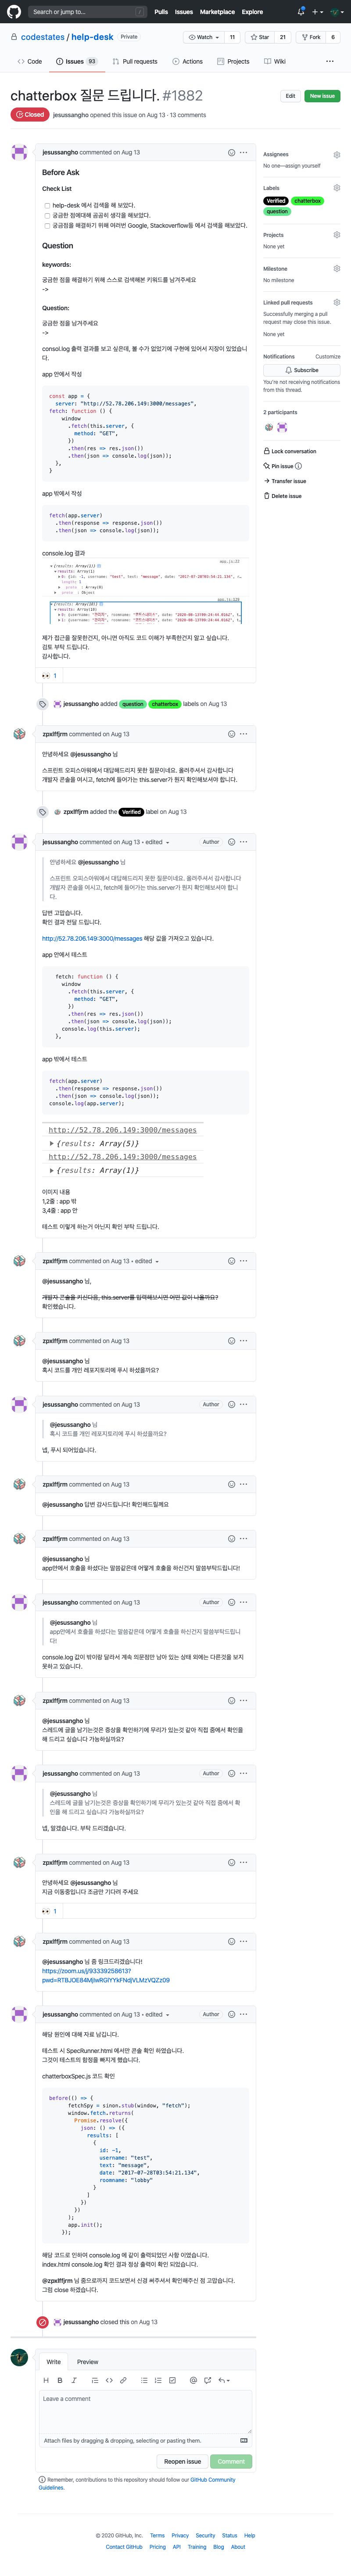 Search or jump to...
/
Pulls Issues Marketplace Explore
codestates / help-desk Private
Watch 11 Star 21 Fork 6
Code Issues 93 Pull requests Actions Projects Wiki
chatterbox 질문 드립니다. #1882
Edit New issue
Closed jesussangho opened this issue on Aug 13 · 13 comments
jesussangho commented on Aug 13
Before Ask
Check List
help-desk 에서 검색을 해 보았다.
궁금한 점에대해 곰곰히 생각을 해보았다.
궁금점을 해결하기 위해 여러번 Google, Stackoverflow등 에서 검색을 해보았다.
Question
keywords:
궁금한 점을 해결하기 위해 스스로 검색해본 키워드를 남겨주세요
->
Question:
궁금한 점을 남겨주세요
->
consol.log 출력 결과를 보고 싶은데, 볼 수가 없었기에 구현에 있어서 지장이 있었습니
다.
app 안에서 작성
const app = {
server: "http://52.78.206.149:3000/messages",
fetch: function () {
window
.fetch(this.server, {
method: "GET",
})
.then(res => res.json())
.then(json => console.log(json));
},
}
app 밖에서 작성
fetch(app.server)
.then(response => response.json())
.then(json => console.log(json));
console.log 결과
제가 접근을 잘못한건지, 아니면 아직도 코드 이해가 부족한건지 알고 싶습니다.
검토 부탁 드립니다.
감사합니다.
👀 1
Assignees
No one—assign yourself
Labels
Verified chatterbox
question
Projects
None yet
Milestone
No milestone
Linked pull requests
Successfully merging a pull
request may close this issue.
None yet
Notifications Customize
Subscribe
You're not receiving notifications
from this thread.
2 participants
Lock conversation
Pin issue
Transfer issue
Delete issue
jesussangho added question chatterbox labels on Aug 13
zpxlffjrm commented on Aug 13
안녕하세요 @jesussangho 님
스프린트 오피스아워에서 대답해드리지 못한 질문이네요. 올려주셔서 감사합니다
개발자 콘솔을 여시고, fetch에 들어가는 this.server가 뭔지 확인해보셔야 합니다.
zpxlffjrm added the Verified label on Aug 13
jesussangho commented on Aug 13 • edited Author
안녕하세요 @jesussangho 님
스프린트 오피스아워에서 대답해드리지 못한 질문이네요. 올려주셔서 감사합니다
개발자 콘솔을 여시고, fetch에 들어가는 this.server가 뭔지 확인해보셔야 합니
다.
답변 고맙습니다.
확인 결과 전달 드립니다.
http://52.78.206.149:3000/messages 해당 값을 가져오고 있습니다.
app 안에서 테스트
fetch: function () {
window
.fetch(this.server, {
method: "GET",
})
.then(res => res.json())
.then(json => console.log(json));
console.log(this.server);
},
app 밖에서 테스트
fetch(app.server)
.then(response => response.json())
.then(json => console.log(json));
console.log(app.server);
http://52.78.206.149:3000/messages
▶ {results: Array(5)}
http://52.78.206.149:3000/messages
▶ {results: Array(1)}
이미지 내용
1,2줄 : app 밖
3,4줄 : app 안
테스트 이렇게 하는거 아닌지 확인 부탁 드립니다.
zpxlffjrm commented on Aug 13 • edited
@jesussangho 님,
개발자 콘솔을 키신다음, this.server를 입력해보시면 어떤 값이 나올까요?
확인했습니다.
zpxlffjrm commented on Aug 13
@jesussangho 님
혹시 코드를 개인 레포지토리에 푸시 하셨을까요?
jesussangho commented on Aug 13 Author
@jesussangho 님
혹시 코드를 개인 레포지토리에 푸시 하셨을까요?
넵, 푸시 되어있습니다.
zpxlffjrm commented on Aug 13
@jesussangho 답변 감사드립니다! 확인해드릴께요
zpxlffjrm commented on Aug 13
@jesussangho 님
app안에서 호출을 하셨다는 말씀같은데 어떻게 호출을 하신건지 말씀부탁드립니다!
jesussangho commented on Aug 13 Author
@jesussangho 님
app안에서 호출을 하셨다는 말씀같은데 어떻게 호출을 하신건지 말씀부탁드립니
다!
console.log 값이 밖이랑 달라서 계속 의문점만 남아 있는 상태 외에는 다른것을 보지
못하고 있습니다.
zpxlffjrm commented on Aug 13
@jesussangho 님
스레드에 글을 남기는것은 증상을 확인하기에 무리가 있는것 같아 직접 줌에서 확인을
해 드리고 싶습니다 가능하실까요?
jesussangho commented on Aug 13 Author
@jesussangho 님
스레드에 글을 남기는것은 증상을 확인하기에 무리가 있는것 같아 직접 줌에서 확
인을 해 드리고 싶습니다 가능하실까요?
넵, 알겠습니다. 부탁 드리겠습니다.
zpxlffjrm commented on Aug 13
안녕하세요 @jesussangho 님
지금 이동중입니다 조금만 기다려 주세요
👀 1
zpxlffjrm commented on Aug 13
@jesussangho 님 줌 링크드리겠습니다!
https://zoom.us/j/93339258613?
pwd=RTBJOE84MjIwRGlYYkFNdjVLMzVQZz09
jesussangho commented on Aug 13 • edited Author
해당 원인에 대해 자료 남깁니다.
테스트 시 SpecRunner.html 에서만 콘솔 확인 하였습니다.
그것이 테스트의 함정을 빠지게 했습니다.
chatterboxSpec.js 코드 확인
before(() => {
fetchSpy = sinon.stub(window, "fetch");
window.fetch.returns(
Promise.resolve({
json: () => ({
results: [
{
id: -1,
username: "test",
text: "message",
date: "2017-07-28T03:54:21.134",
roomname: "lobby"
}
]
})
})
);
app.init();
});
해당 코드로 인하여 console.log 에 값이 출력되었던 사항 이였습니다.
index.html console.log 확인 결과 정상 출력이 확인 되었습니다.
@zpxlffjrm 님 줌으로까지 코드보면서 신경 써주셔서 확인해주신 점 고맙습니다.
그럼 close 하겠습니다.
jesussangho closed this on Aug 13
Write Preview
Leave a comment
Attach files by dragging & dropping, selecting or pasting them.
Reopen issue Comment
Remember, contributions to this repository should follow our GitHub Community
Guidelines.
© 2020 GitHub, Inc. Terms Privacy Security Status Help
Contact GitHub Pricing API Training Blog About